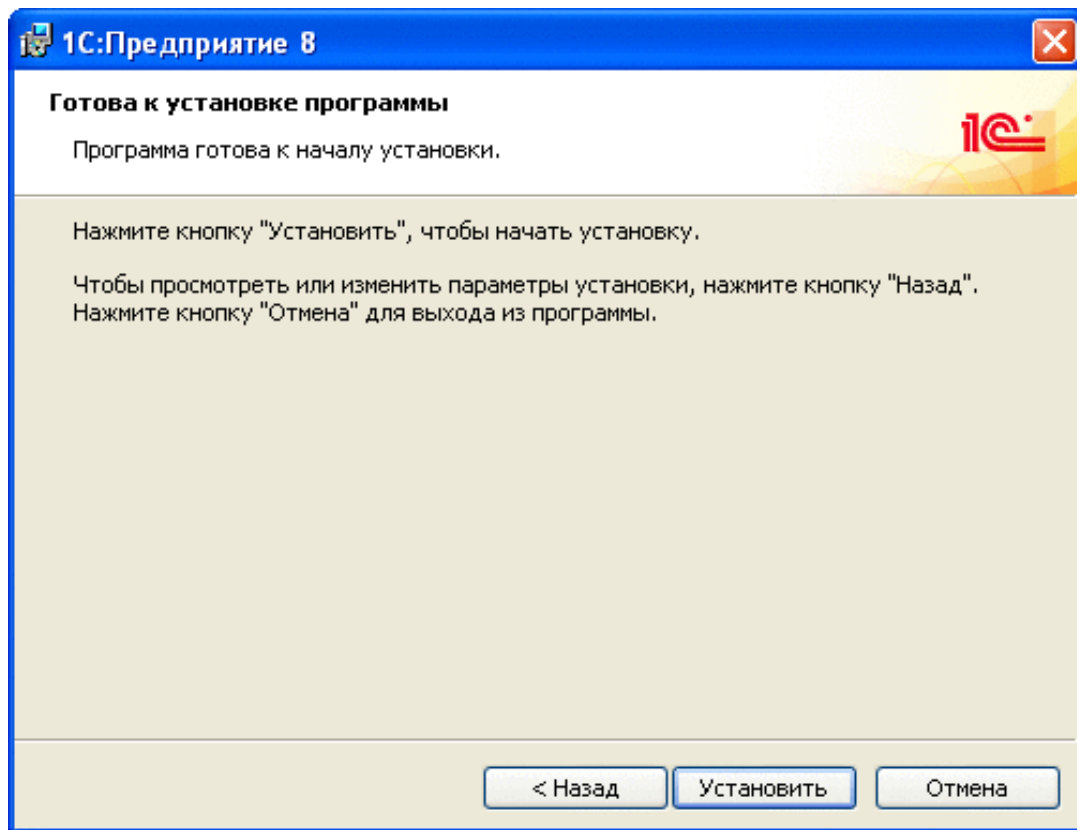 1С:Предприятие 8
Готова к установке программы
Программа готова к началу установки.
1С
Нажмите кнопку "Установить", чтобы начать установку.
Чтобы просмотреть или изменить параметры установки, нажмите кнопку "Назад".
Нажмите кнопку "Отмена" для выхода из программы.
< Назад
Установить
Отмена